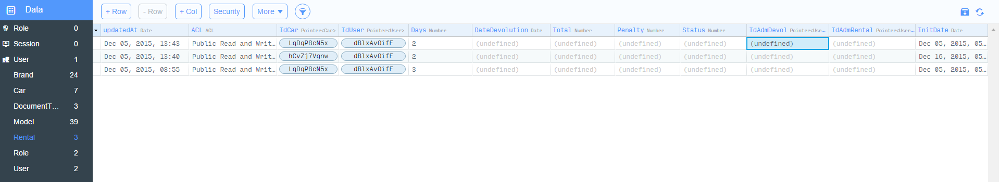 Data
+ Row - Row + Col Security More
Role 0
Session 0
User 1
Brand 24
Car 7
DocumentT... 3
Model 39
Rental 3
Role 2
User 2
updatedAt Date ACL ACL IdCar Pointer<Car> IdUser Pointer<User> Days Number DateDevolution Date Total Number Penalty Number Status Number IdAdmDevol Pointer<Use... IdAdmRental Pointer<User... InitDate Date
Dec 05, 2015, 13:43 Public Read and Writ... LqDqP8cN5x dBlxAvOifF 2 (undefined) (undefined) (undefined) (undefined) (undefined) (undefined) Dec 05, 2015, 05...
Dec 05, 2015, 13:40 Public Read and Writ... hCvZj7Vgnw dBlxAvOifF 2 (undefined) (undefined) (undefined) (undefined) (undefined) (undefined) Dec 16, 2015, 05...
Dec 05, 2015, 08:55 Public Read and Writ... LqDqP8cN5x dBlxAvOifF 3 (undefined) (undefined) (undefined) (undefined) (undefined) (undefined) Dec 05, 2015, 05...